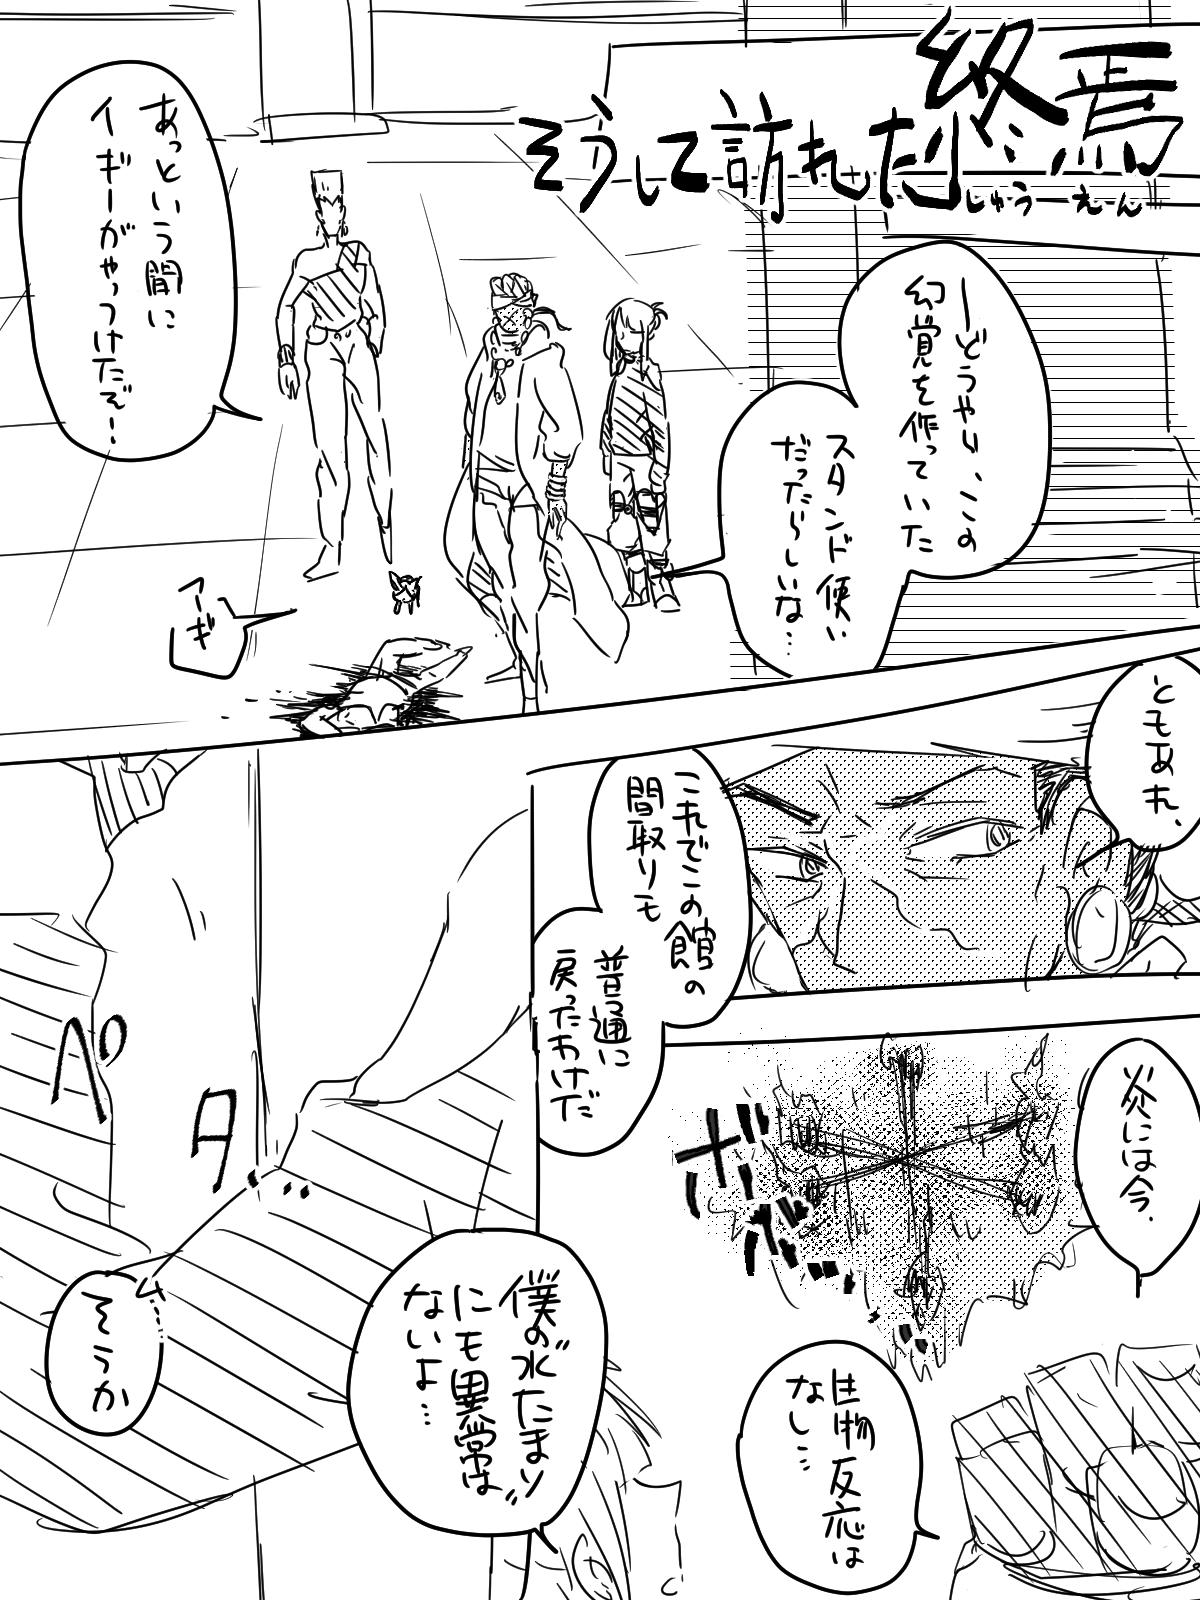 そうして訪れた終焉
しゅうえん
あっという間に
イギーがやっつけたぞ!
ーどうやら、この
幻覚を作っていた
スタンド使い
だったらしいな…
アギ
ともあれ、
これでこの館の
間取りも
普通に
戻ったわけだ
炎には今、
生物反応は
なし…
僕の"水たまり"
にも異常は
ないよ…
ペタ…
ム…
そうか